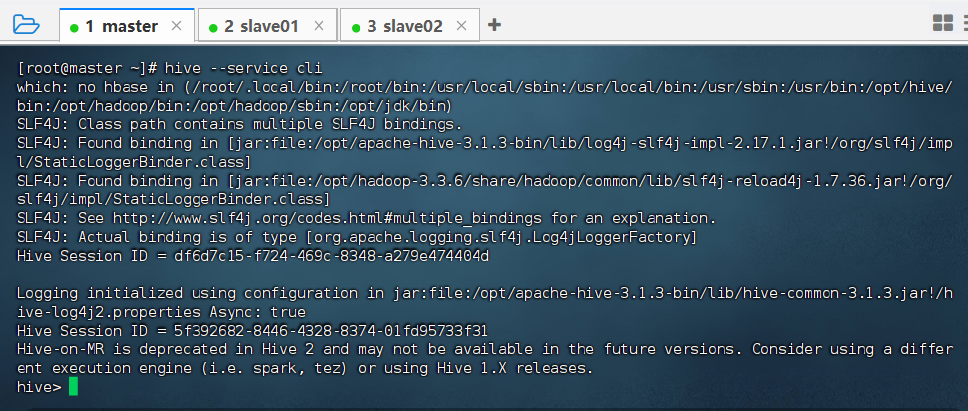 1 master × 2 slave01 × 3 slave02 × +
[root@master ~]# hive --service cli
which: no hbase in (/root/.local/bin:/root/bin:/usr/local/sbin:/usr/local/bin:/usr/sbin:/usr/bin:/opt/hive/
bin:/opt/hadoop/bin:/opt/hadoop/sbin:/opt/jdk/bin)
SLF4J: Class path contains multiple SLF4J bindings.
SLF4J: Found binding in [jar:file:/opt/apache-hive-3.1.3-bin/lib/log4j-slf4j-impl-2.17.1.jar!/org/slf4j/imp
l/StaticLoggerBinder.class]
SLF4J: Found binding in [jar:file:/opt/hadoop-3.3.6/share/hadoop/common/lib/slf4j-reload4j-1.7.36.jar!/org/
slf4j/impl/StaticLoggerBinder.class]
SLF4J: See http://www.slf4j.org/codes.html#multiple_bindings for an explanation.
SLF4J: Actual binding is of type [org.apache.logging.slf4j.Log4jLoggerFactory]
Hive Session ID = df6d7c15-f724-469c-8348-a279e474404d
Logging initialized using configuration in jar:file:/opt/apache-hive-3.1.3-bin/lib/hive-common-3.1.3.jar!/h
ive-log4j2.properties Async: true
Hive Session ID = 5f392682-8446-4328-8374-01fd95733f31
Hive-on-MR is deprecated in Hive 2 and may not be available in the future versions. Consider using a differ
ent execution engine (i.e. spark, tez) or using Hive 1.X releases.
hive>